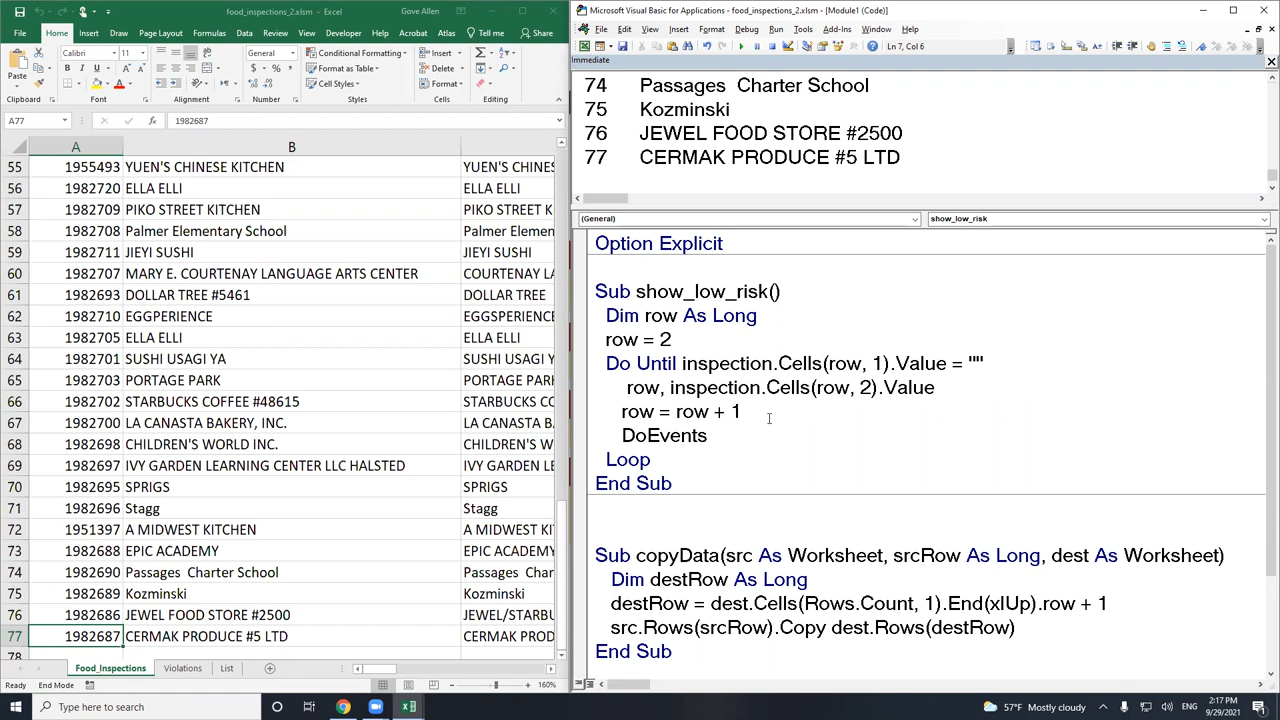 food_inspections_2.xlsm - Excel
Gove Allen
File Home Insert Draw Page Layout Formulas Data Review View Developer Help Acrobat Atlas Tell me Share
Paste
Calibri 11
B I U
General
$ % ,
Conditional Formatting
Format as Table
Cell Styles
Insert
Delete
Format
Clipboard Font Alignment Number Styles Cells Editing
A77 fx 1982687
A B
55 1955493 YUEN'S CHINESE KITCHEN YUEN'S CHINES
56 1982720 ELLA ELLI ELLA ELLI
57 1982709 PIKO STREET KITCHEN PIKO STREET K
58 1982708 Palmer Elementary School Palmer Elemen
59 1982711 JIEYI SUSHI JIEYI SUSHI
60 1982707 MARY E. COURTENAY LANGUAGE ARTS CENTER COURTENAY LA
61 1982693 DOLLAR TREE #5461 DOLLAR TREE
62 1982710 EGGPERIENCE EGGSPERIENCE
63 1982705 ELLA ELLI ELLA ELLI
64 1982701 SUSHI USAGI YA SUSHI USAGI Y
65 1982703 PORTAGE PARK PORTAGE PARK
66 1982702 STARBUCKS COFFEE #48615 STARBUCKS CO
67 1982700 LA CANASTA BAKERY, INC. LA CANASTA BA
68 1982698 CHILDREN'S WORLD INC. CHILDREN'S W
69 1982697 IVY GARDEN LEARNING CENTER LLC HALSTED IVY GARDEN LE
70 1982695 SPRIGS SPRIGS
71 1982696 Stagg Stagg
72 1951397 A MIDWEST KITCHEN A MIDWEST KI
73 1982688 EPIC ACADEMY EPIC ACADEMY
74 1982690 Passages  Charter School Passages  Char
75 1982689 Kozminski Kozminski
76 1982686 JEWEL FOOD STORE #2500 JEWEL/STARBU
77 1982687 CERMAK PRODUCE #5 LTD CERMAK PROD
78
Food_Inspections Violations List
Ready End Mode 160%
Microsoft Visual Basic for Applications - food_inspections_2.xlsm - [Module1 (Code)]
File Edit View Insert Format Debug Run Tools Add-Ins Window Help
Ln 7, Col 6
Immediate
74 Passages  Charter School
75 Kozminski
76 JEWEL FOOD STORE #2500
77 CERMAK PRODUCE #5 LTD
(General) show_low_risk
Option Explicit
Sub show_low_risk()
Dim row As Long
row = 2
Do Until inspection.Cells(row, 1).Value = ""
row, inspection.Cells(row, 2).Value
row = row + 1
DoEvents
Loop
End Sub
Sub copyData(src As Worksheet, srcRow As Long, dest As Worksheet)
Dim destRow As Long
destRow = dest.Cells(Rows.Count, 1).End(xlUp).row + 1
src.Rows(srcRow).Copy dest.Rows(destRow)
End Sub
Type here to search
57°F Mostly cloudy ENG 2:17 PM
9/29/2021